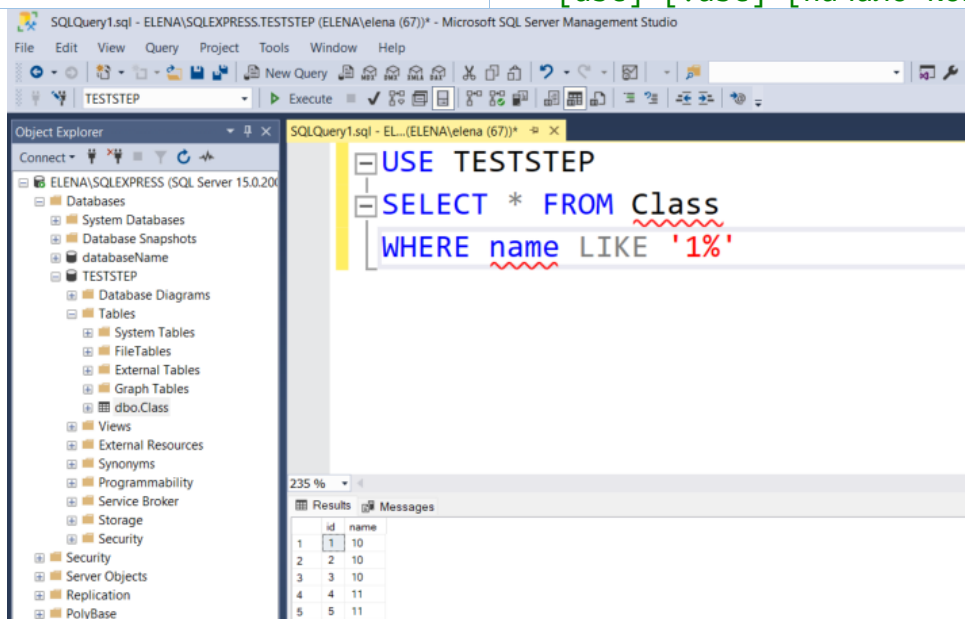 SQLQuery1.sql - ELENA\SQLEXPRESS.TESTSTEP (ELENA\elena (67))* - Microsoft SQL Server Management Studio
File Edit View Query Project Tools Window Help
New Query
TESTSTEP
Execute
Object Explorer
Connect
ELENA\SQLEXPRESS (SQL Server 15.0.200
Databases
System Databases
Database Snapshots
databaseName
TESTSTEP
Database Diagrams
Tables
System Tables
FileTables
External Tables
Graph Tables
dbo.Class
Views
External Resources
Synonyms
Programmability
Service Broker
Storage
Security
Security
Server Objects
Replication
PolyBase
SQLQuery1.sql - EL...(ELENA\elena (67))*
USE TESTSTEP
SELECT * FROM Class
WHERE name LIKE '1%'
235 %
Results Messages
id name
1 1 10
2 2 10
3 3 10
4 4 11
5 5 11